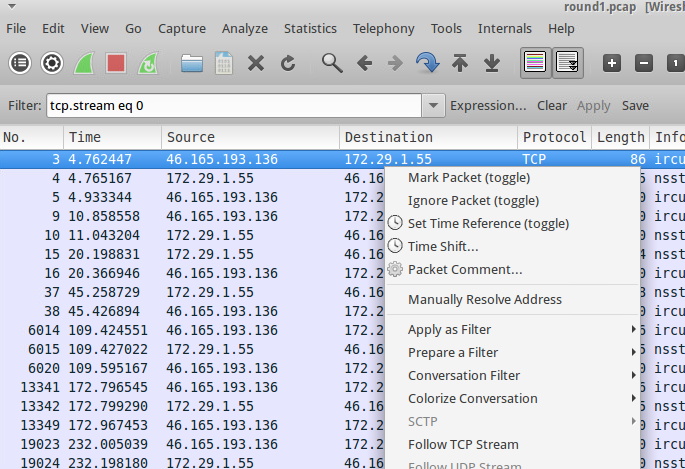 round1.pcap [Wiresh
File Edit View Go Capture Analyze Statistics Telephony Tools Internals Help
Filter: tcp.stream eq 0 Expression... Clear Apply Save
No. Time Source Destination Protocol Length Info
3 4.762447 46.165.193.136 172.29.1.55 TCP 86 ircu
4 4.765167 172.29.1.55 46.16 nsst
5 4.933344 46.165.193.136 172.2 ircu
9 10.858558 46.165.193.136 172.2 ircu
10 11.043204 172.29.1.55 46.16 nsst
15 20.198831 172.29.1.55 46.16 nsst
16 20.366946 46.165.193.136 172.2 ircu
37 45.258729 172.29.1.55 46.16 nsst
38 45.426894 46.165.193.136 172.2 ircu
6014 109.424551 46.165.193.136 172.2 ircu
6015 109.427022 172.29.1.55 46.16 nsst
6020 109.595167 46.165.193.136 172.2 ircu
13341 172.796545 46.165.193.136 172.2 ircu
13342 172.799290 172.29.1.55 46.16 nsst
13349 172.967453 46.165.193.136 172.2 ircu
19023 232.005039 46.165.193.136 172.2 ircu
19024 232.198180 172.29.1.55 46.16 nsst
Mark Packet (toggle)
Ignore Packet (toggle)
Set Time Reference (toggle)
Time Shift...
Packet Comment...
Manually Resolve Address
Apply as Filter
Prepare a Filter
Conversation Filter
Colorize Conversation
SCTP
Follow TCP Stream
Follow UDP Stream